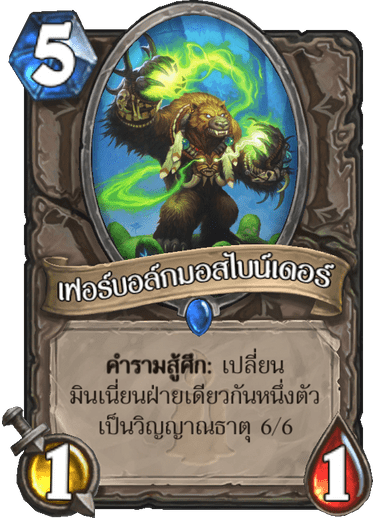 5
เฟอร์บอล์กมอสไบน์เดอร์
คำรามสู้ศึก: เปลี่ยน
มินเนี่ยนฝ่ายเดียวกันหนึ่งตัว
เป็นวิญญาณธาตุ 6/6
1
1